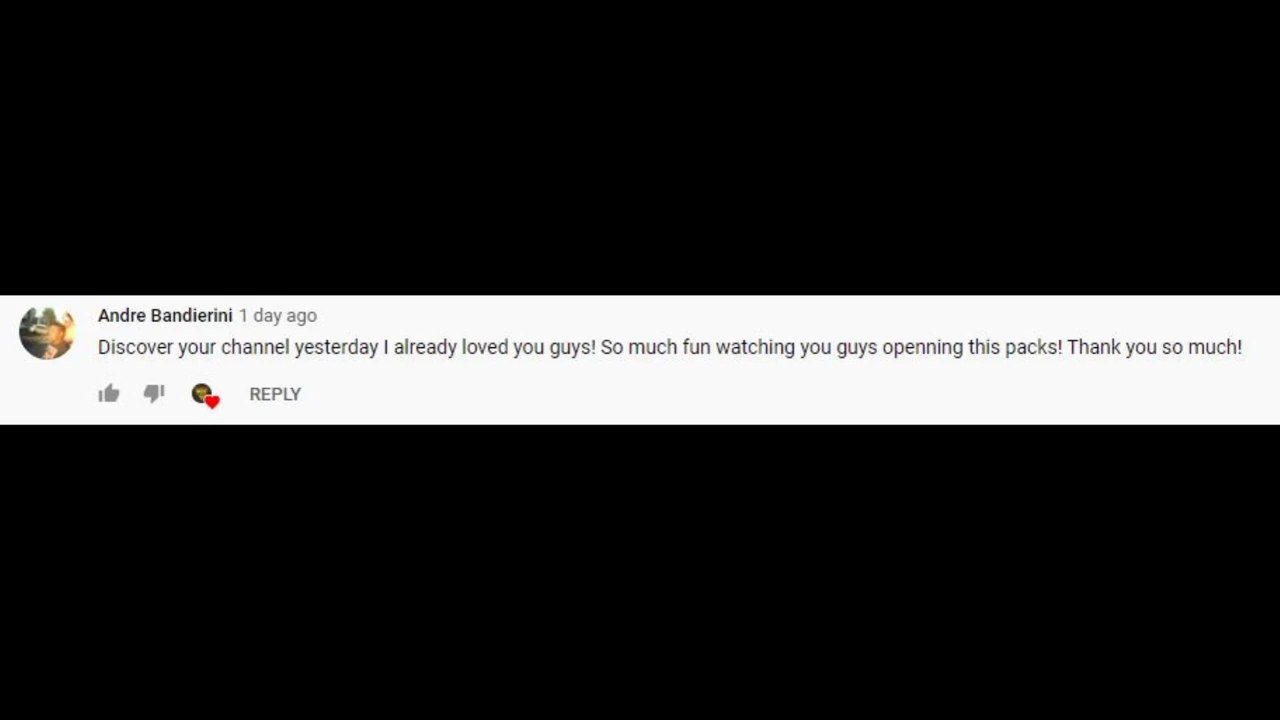 Andre Bandierini 1 day ago
Discover your channel yesterday I already loved you guys! So much fun watching you guys openning this packs! Thank you so much!
REPLY